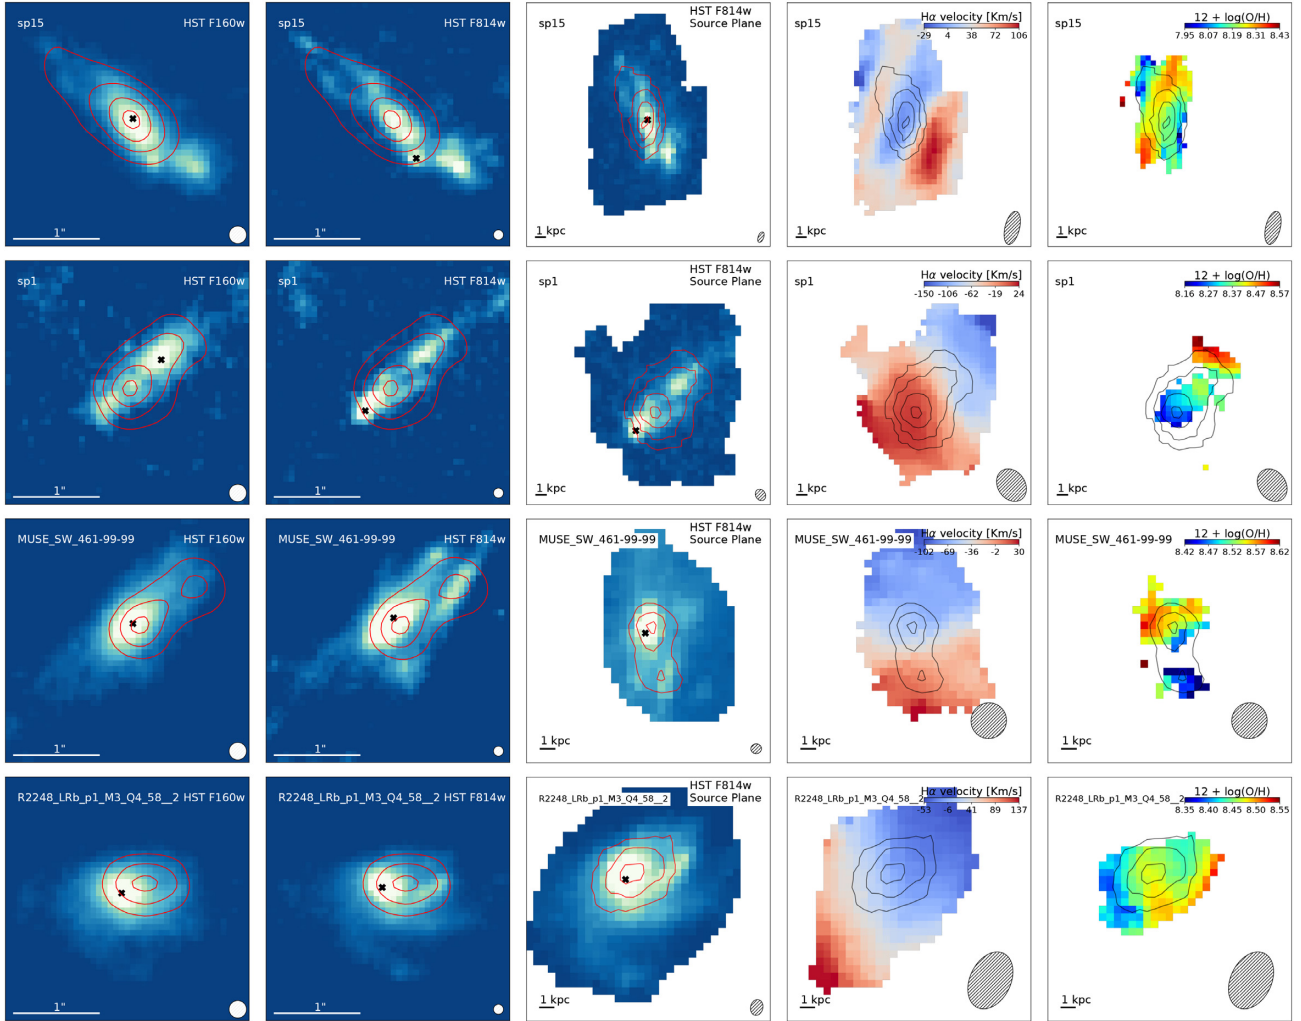 sp15 HST F160w
1"
sp15 HST F814w
1"
HST F814w
sp15 Source Plane
1 kpc
sp15 Hα velocity [Km/s]
-29 4 38 72 106
1 kpc
sp15 12 + log(O/H)
7.95 8.07 8.19 8.31 8.43
1 kpc
sp1 HST F160w
1"
sp1 HST F814w
1"
HST F814w
sp1 Source Plane
1 kpc
sp1 Hα velocity [Km/s]
-150 -106 -62 -19 24
1 kpc
sp1 12 + log(O/H)
8.16 8.27 8.37 8.47 8.57
1 kpc
MUSE_SW_461-99-99 HST F160w
1"
MUSE_SW_461-99-99 HST F814w
1"
HST F814w
MUSE_SW_461-99-99 Source Plane
1 kpc
MUSE_SW_461-99-99 Hα velocity [Km/s]
-102 -69 -36 -2 30
1 kpc
MUSE_SW_461-99-99 12 + log(O/H)
8.42 8.47 8.52 8.57 8.62
1 kpc
R2248_LRb_p1_M3_Q4_58__2 HST F160w
1"
R2248_LRb_p1_M3_Q4_58__2 HST F814w
1"
HST F814w
R2248_LRb_p1_M3_Q4_58__2 Source Plane
1 kpc
R2248_LRb_p1_M3_Q4_58__2 Hα velocity [Km/s]
-53 -6 41 89 137
1 kpc
R2248_LRb_p1_M3_Q4_58__2 12 + log(O/H)
8.35 8.40 8.45 8.50 8.55
1 kpc